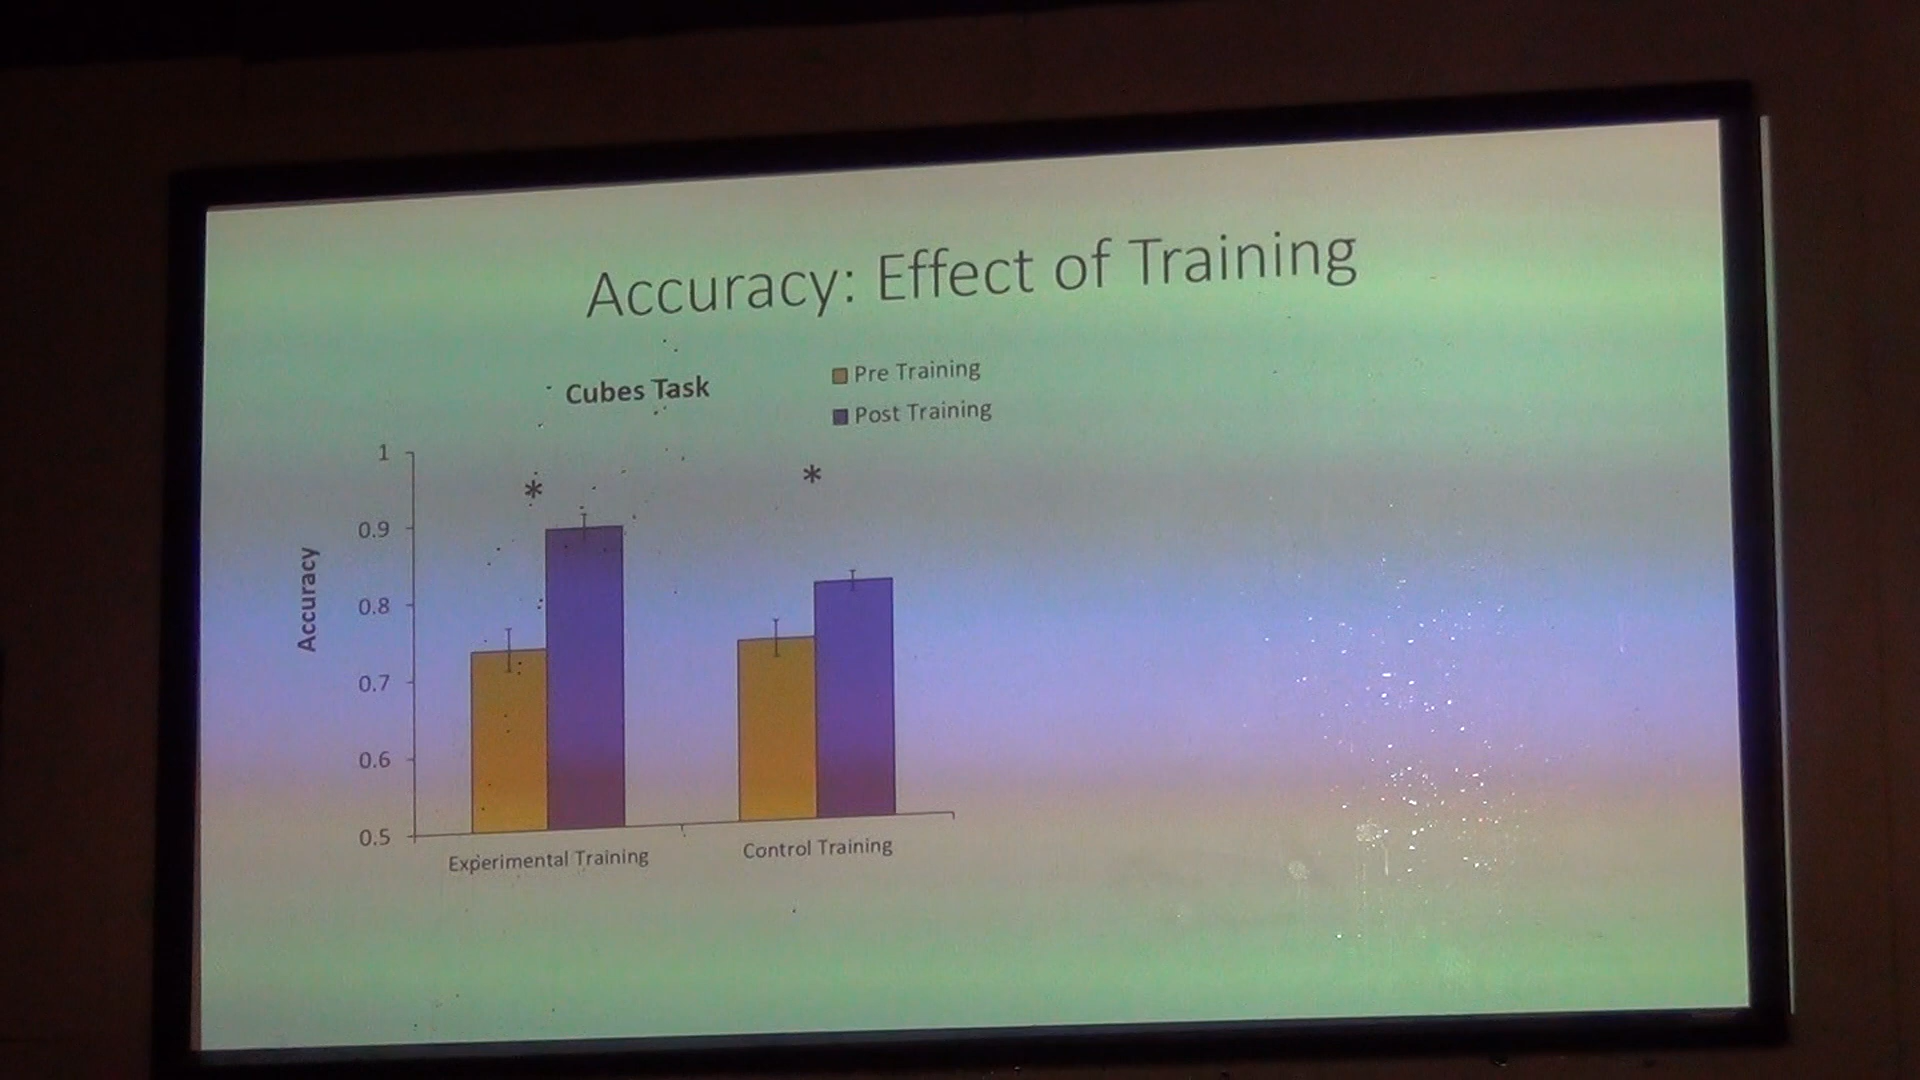 Accuracy: Effect of Training
Cubes Task
Pre Training
Post Training
*
*
1
0.9
0.8
0.7
0.6
0.5
Accuracy
Experimental Training
Control Training